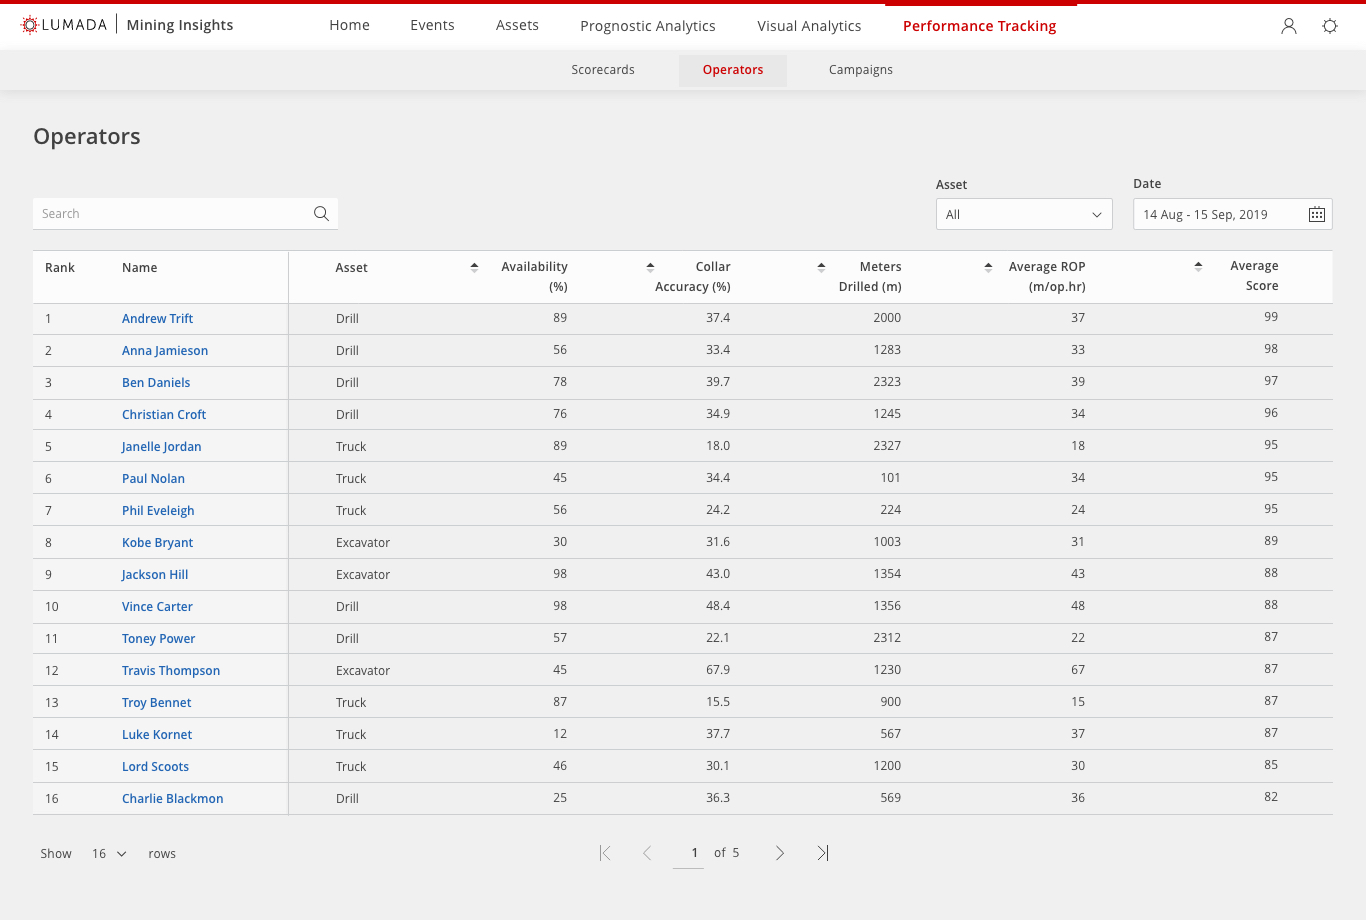 LUMADA Mining Insights Home Events Assets Prognostic Analytics Visual Analytics Performance Tracking
Scorecards Operators Campaigns
Operators
Asset Date
Search All 14 Aug - 15 Sep, 2019
Rank Name Asset Availability (%) Collar Accuracy (%) Meters Drilled (m) Average ROP (m/op.hr) Average Score
1 Andrew Trift Drill 89 37.4 2000 37 99
2 Anna Jamieson Drill 56 33.4 1283 33 98
3 Ben Daniels Drill 78 39.7 2323 39 97
4 Christian Croft Drill 76 34.9 1245 34 96
5 Janelle Jordan Truck 89 18.0 2327 18 95
6 Paul Nolan Truck 45 34.4 101 34 95
7 Phil Eveleigh Truck 56 24.2 224 24 95
8 Kobe Bryant Excavator 30 31.6 1003 31 89
9 Jackson Hill Excavator 98 43.0 1354 43 88
10 Vince Carter Drill 98 48.4 1356 48 88
11 Toney Power Drill 57 22.1 2312 22 87
12 Travis Thompson Excavator 45 67.9 1230 67 87
13 Troy Bennet Truck 87 15.5 900 15 87
14 Luke Kornet Truck 12 37.7 567 37 87
15 Lord Scoots Truck 46 30.1 1200 30 85
16 Charlie Blackmon Drill 25 36.3 569 36 82
Show 16 rows 1 of 5